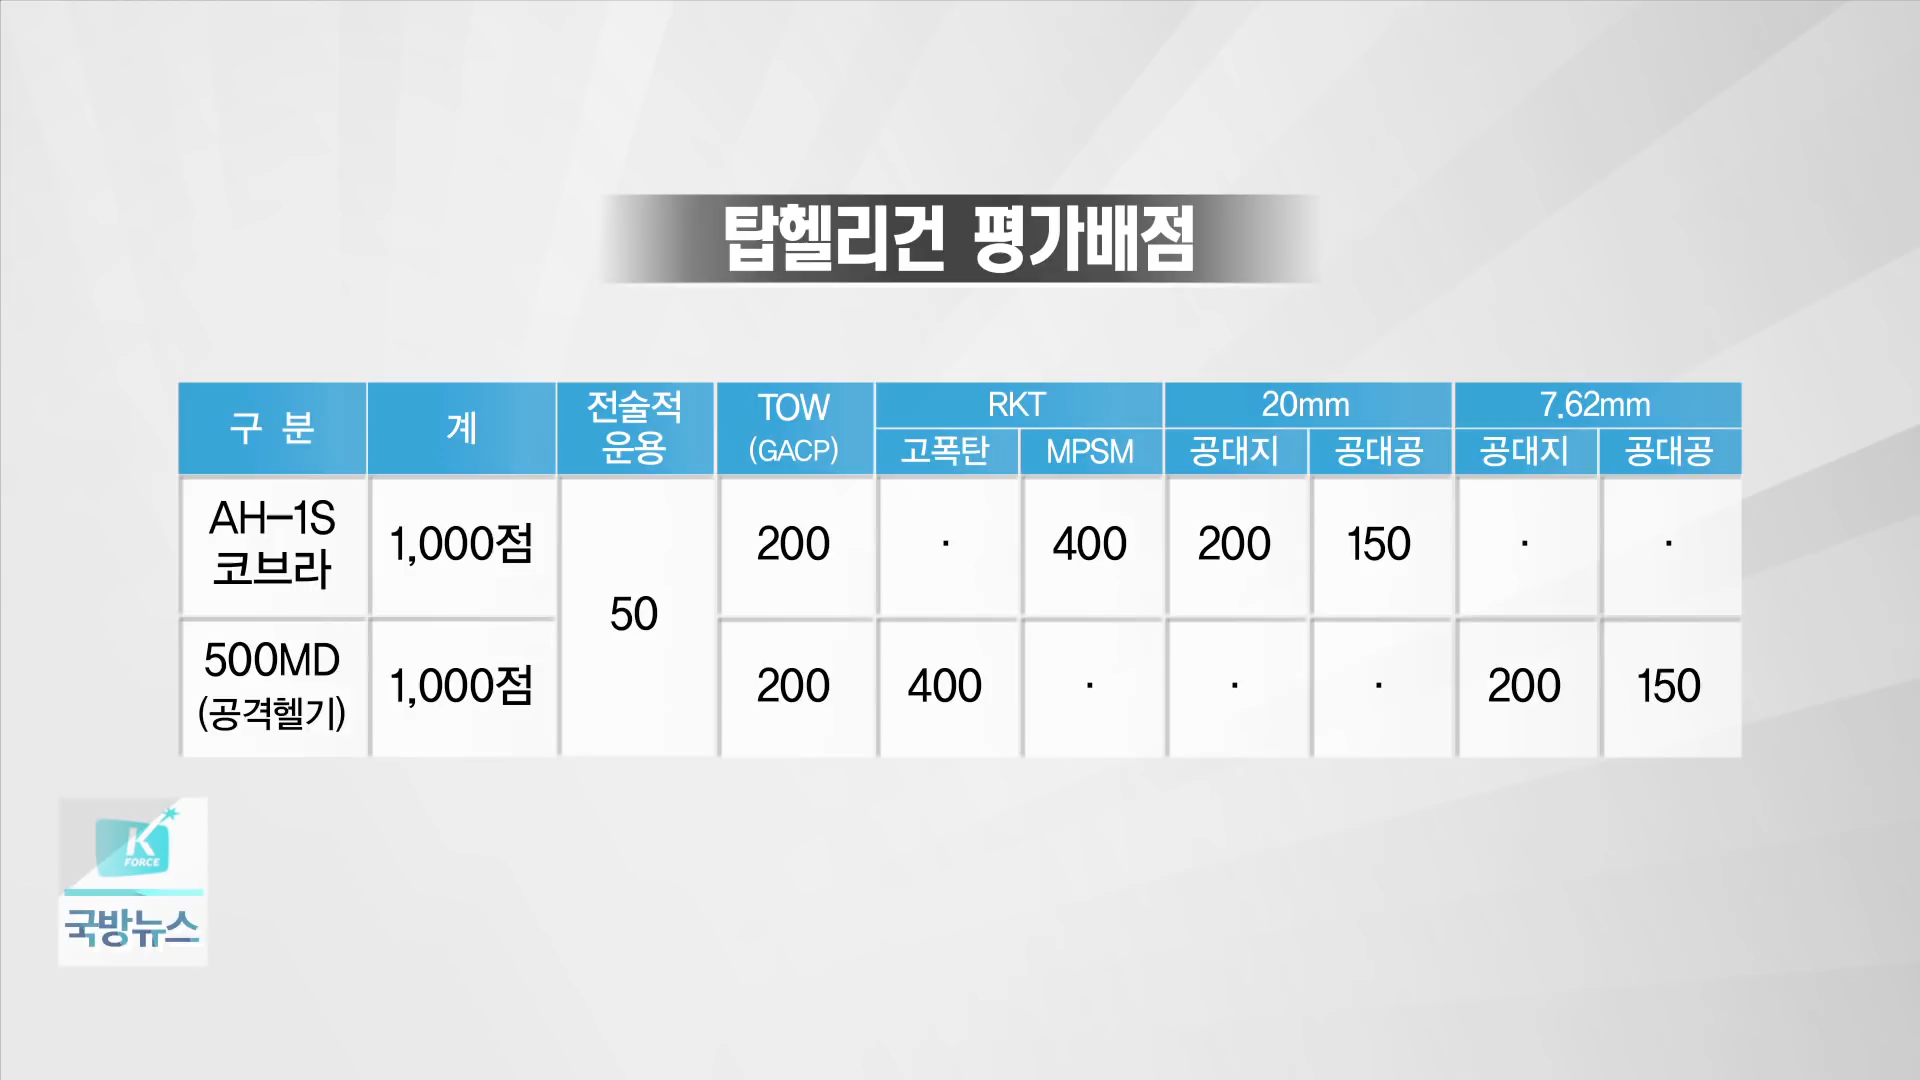 탑헬리건 평가배점
구 분 계 전술적 운용 TOW (GACP) RKT 20mm 7.62mm
고폭탄 MPSM 공대지 공대공 공대지 공대공
AH-1S 코브라 1,000점 50 200 · 400 200 150 · ·
500MD (공격헬기) 1,000점 200 400 · · · 200 150
K
FORCE
국방뉴스